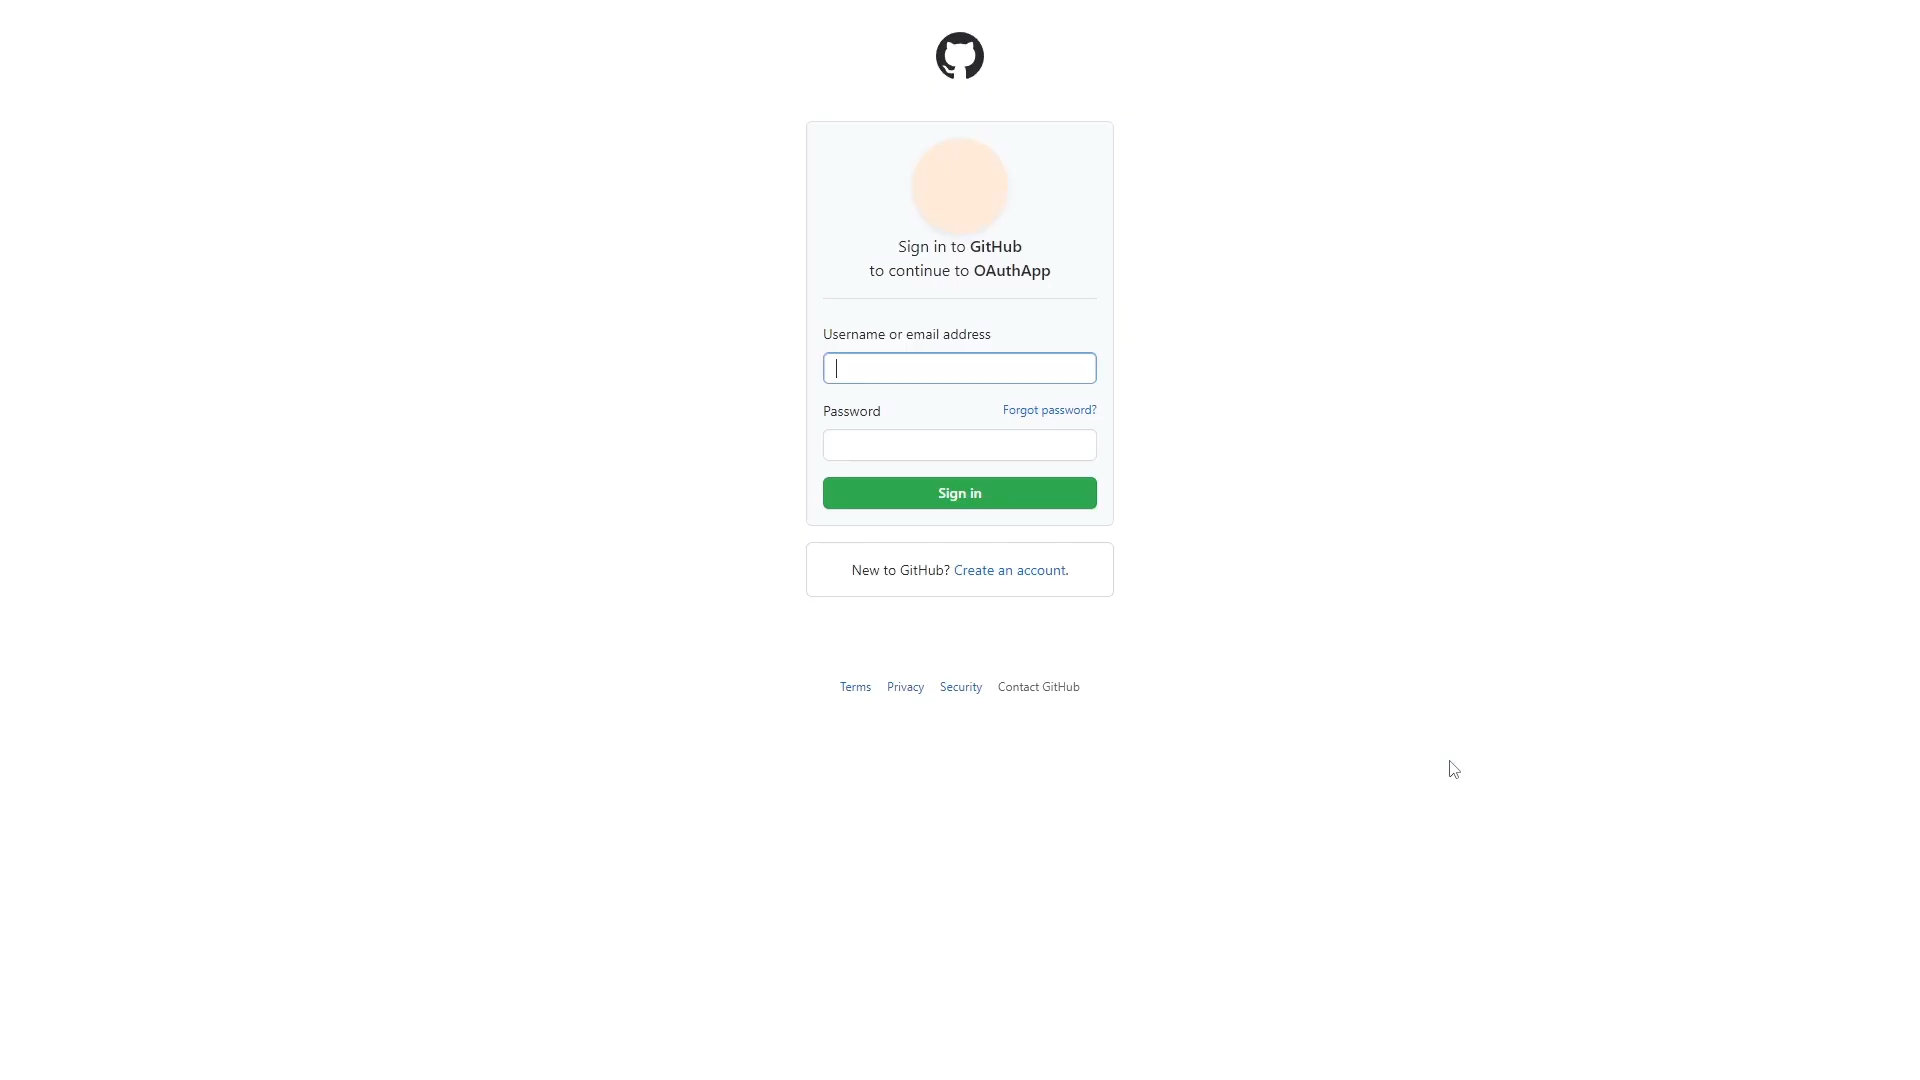 Sign in to GitHub
to continue to OAuthApp
Username or email address
Password Forgot password?
Sign in
New to GitHub? Create an account.
Terms Privacy Security Contact GitHub